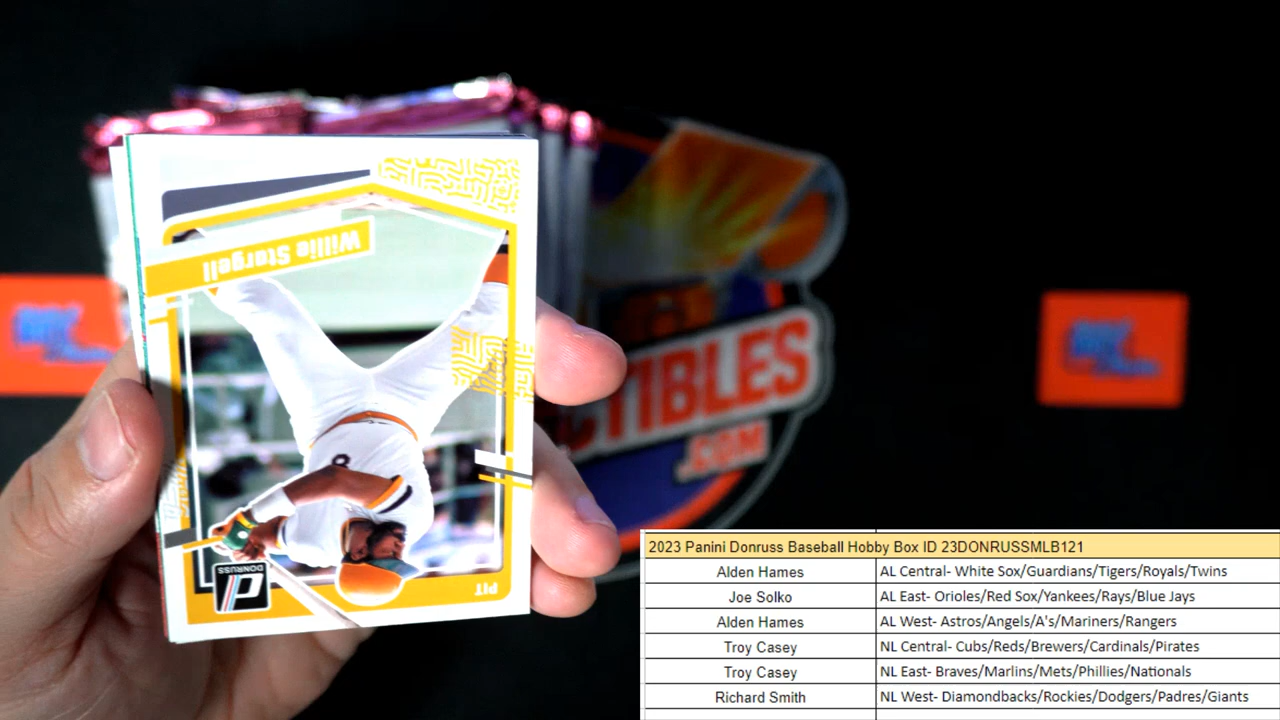 Willie Stargell
8
DONRUSS
PIT
CTIBLES
.COM
2023 Panini Donruss Baseball Hobby Box ID 23DONRUSSMLB121
Alden Hames AL Central- White Sox/Guardians/Tigers/Royals/Twins
Joe Solko AL East- Orioles/Red Sox/Yankees/Rays/Blue Jays
Alden Hames AL West- Astros/Angels/A's/Mariners/Rangers
Troy Casey NL Central- Cubs/Reds/Brewers/Cardinals/Pirates
Troy Casey NL East- Braves/Marlins/Mets/Phillies/Nationals
Richard Smith NL West- Diamondbacks/Rockies/Dodgers/Padres/Giants